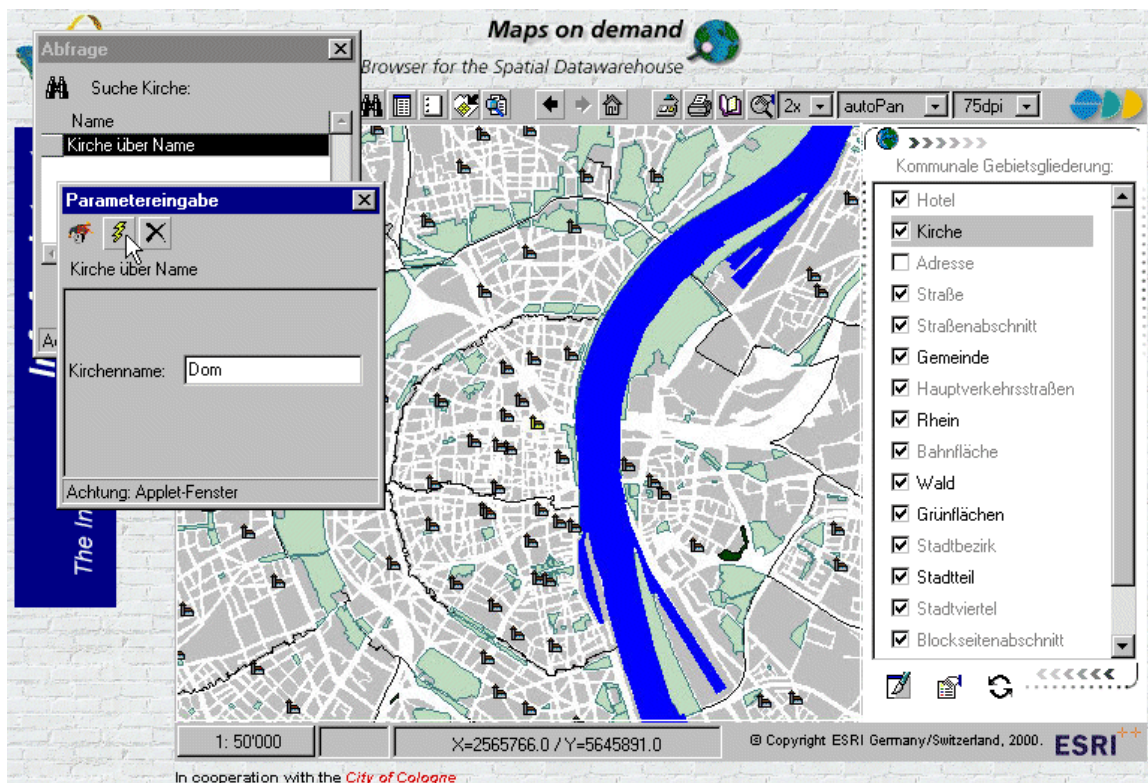 Maps on demand
Browser for the Spatial Datawarehouse
Abfrage
Suche Kirche:
Name
Kirche über Name
2x
autoPan
75dpi
Parametereingabe
Kirche über Name
Kirchenname:
Dom
Achtung: Applet-Fenster
The
Kommunale Gebietsgliederung:
Hotel
Kirche
Adresse
Straße
Straßenabschnitt
Gemeinde
Hauptverkehrsstraßen
Rhein
Bahnfläche
Wald
Grünflächen
Stadtbezirk
Stadtteil
Stadtviertel
Blockseitenabschnitt
1: 50'000
X=2565766.0 / Y=5645891.0
© Copyright ESRI Germany/Switzerland, 2000.
ESRI++
In cooperation with the City of Cologne